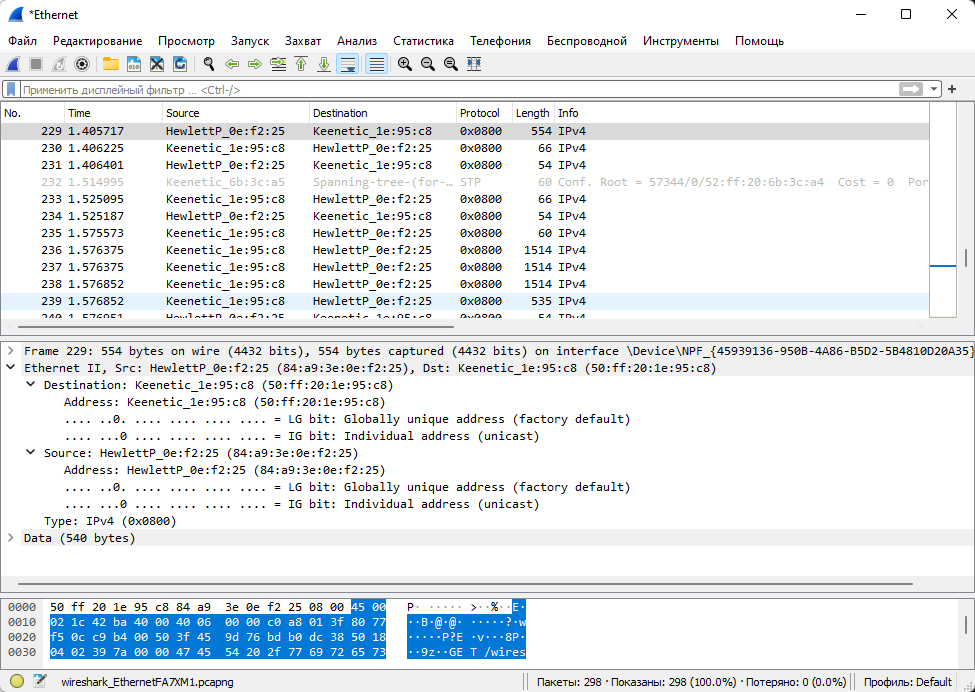 *Ethernet
Файл Редактирование Просмотр Запуск Захват Анализ Статистика Телефония Беспроводной Инструменты Помощь
Применить дисплейный фильтр ... <Ctrl-/>
No. Time Source Destination Protocol Length Info
229 1.405717 HewlettP_0e:f2:25 Keenetic_1e:95:c8 0x0800 554 IPv4
230 1.406225 Keenetic_1e:95:c8 HewlettP_0e:f2:25 0x0800 66 IPv4
231 1.406401 HewlettP_0e:f2:25 Keenetic_1e:95:c8 0x0800 54 IPv4
232 1.514995 Keenetic_6b:3c:a5 Spanning-tree-(for-… STP 60 Conf. Root = 57344/0/52:ff:20:6b:3c:a4 Cost = 0 Por
233 1.525095 Keenetic_1e:95:c8 HewlettP_0e:f2:25 0x0800 66 IPv4
234 1.525187 HewlettP_0e:f2:25 Keenetic_1e:95:c8 0x0800 54 IPv4
235 1.575573 Keenetic_1e:95:c8 HewlettP_0e:f2:25 0x0800 60 IPv4
236 1.576375 Keenetic_1e:95:c8 HewlettP_0e:f2:25 0x0800 1514 IPv4
237 1.576375 Keenetic_1e:95:c8 HewlettP_0e:f2:25 0x0800 1514 IPv4
238 1.576852 Keenetic_1e:95:c8 HewlettP_0e:f2:25 0x0800 1514 IPv4
239 1.576852 Keenetic_1e:95:c8 HewlettP_0e:f2:25 0x0800 535 IPv4
240 1.576951 HewlettP_0e:f2:25 Keenetic_1e:95:c8 0x0800 54 IPv4
Frame 229: 554 bytes on wire (4432 bits), 554 bytes captured (4432 bits) on interface \Device\NPF_{45939136-950B-4A86-B5D2-5B4810D20A35}
Ethernet II, Src: HewlettP_0e:f2:25 (84:a9:3e:0e:f2:25), Dst: Keenetic_1e:95:c8 (50:ff:20:1e:95:c8)
Destination: Keenetic_1e:95:c8 (50:ff:20:1e:95:c8)
Address: Keenetic_1e:95:c8 (50:ff:20:1e:95:c8)
.... ..0. .... .... .... .... = LG bit: Globally unique address (factory default)
.... ...0 .... .... .... .... = IG bit: Individual address (unicast)
Source: HewlettP_0e:f2:25 (84:a9:3e:0e:f2:25)
Address: HewlettP_0e:f2:25 (84:a9:3e:0e:f2:25)
.... ..0. .... .... .... .... = LG bit: Globally unique address (factory default)
.... ...0 .... .... .... .... = IG bit: Individual address (unicast)
Type: IPv4 (0x0800)
Data (540 bytes)
0000 50 ff 20 1e 95 c8 84 a9 3e 0e f2 25 08 00 45 00 P· ····· >··%··E·
0010 02 1c 42 ba 40 00 40 06 00 00 c0 a8 01 3f 80 77 ··B·@·@· ·····?·w
0020 f5 0c c9 b4 00 50 3f 45 9d 76 bd b0 dc 38 50 18 ·····P?E ·v···8P·
0030 04 02 39 7a 00 00 47 45 54 20 2f 77 69 72 65 73 ··9z··GE T /wires
wireshark_EthernetFA7XM1.pcapng Пакеты: 298 · Показаны: 298 (100.0%) · Потеряно: 0 (0.0%) Профиль: Default